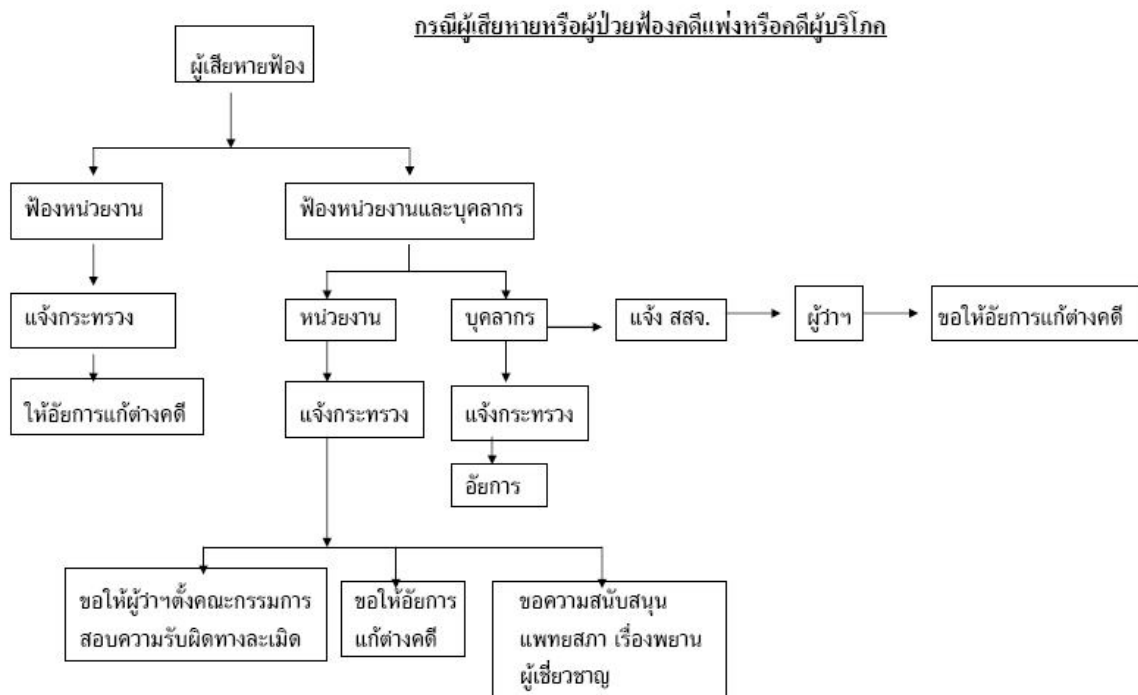 กรณีผู้เสียหายหรือผู้ป่วยฟ้องคดีแพ่งหรือคดีผู้บริโภค
ผู้เสียหายฟ้อง
ฟ้องหน่วยงาน
ฟ้องหน่วยงานและบุคลากร
แจ้งกระทรวง
หน่วยงาน
บุคลากร
แจ้ง สสจ.
ผู้ว่าฯ
ขอให้อัยการแก้ต่างคดี
ให้อัยการแก้ต่างคดี
แจ้งกระทรวง
แจ้งกระทรวง
อัยการ
ขอให้ผู้ว่าฯตั้งคณะกรรมการ
สอบความรับผิดทางละเมิด
ขอให้อัยการ
แก้ต่างคดี
ขอความสนับสนุน
แพทยสภา เรื่องพยาน
ผู้เชี่ยวชาญ